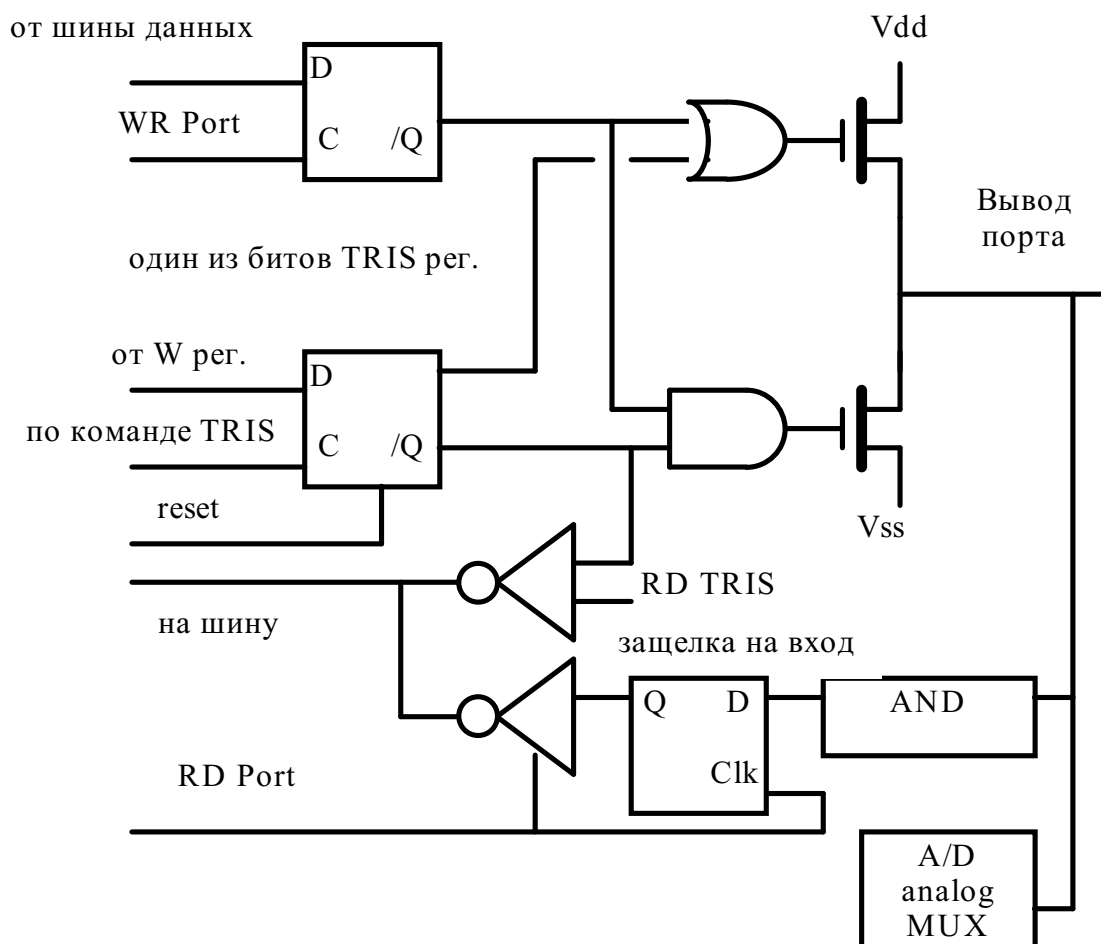 от шины данных
Vdd
D
WR Port
C /Q
Вывод
порта
один из битов TRIS рег.
от W рег.
D
по команде TRIS
C /Q
reset
Vss
RD TRIS
на шину
защелка на вход
Q D
AND
Clk
RD Port
A/D
analog
MUX